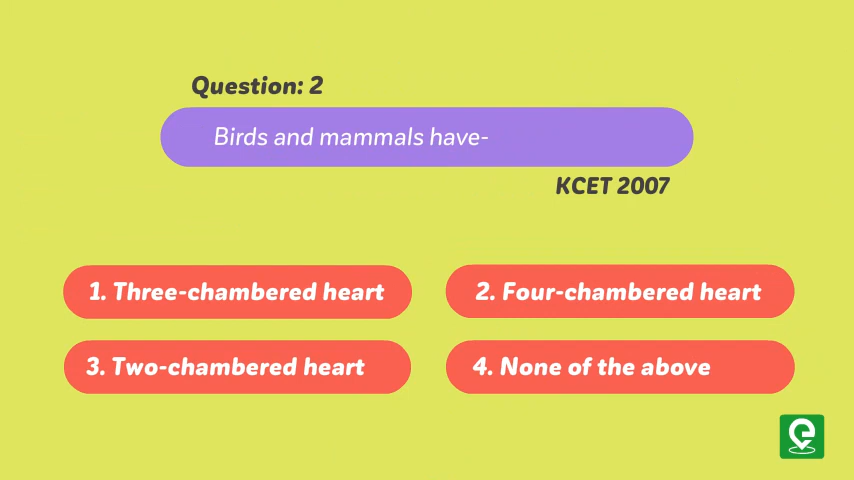 Question: 2
Birds and mammals have-
KCET 2007
1. Three-chambered heart
2. Four-chambered heart
3. Two-chambered heart
4. None of the above